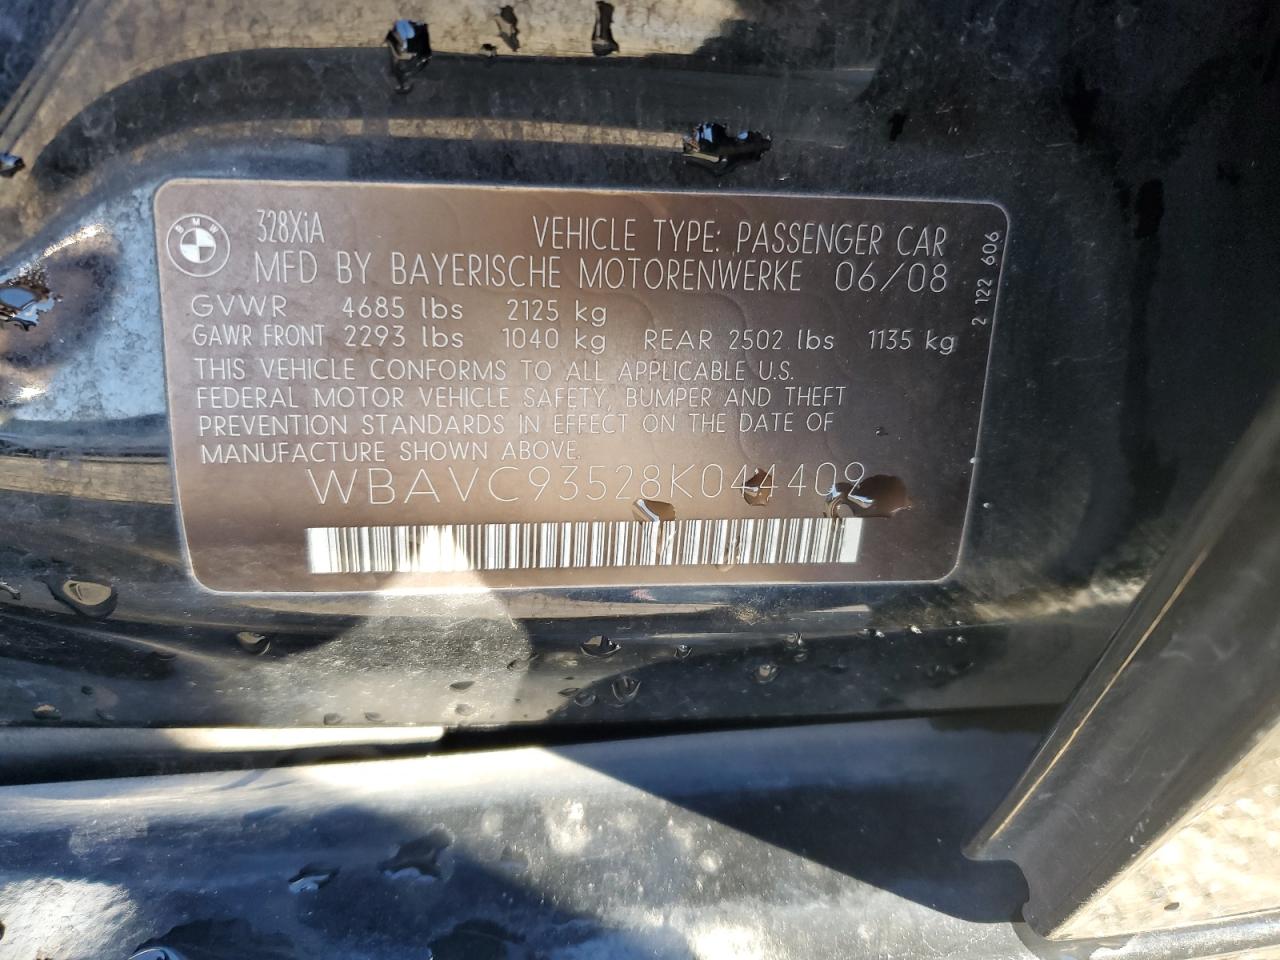 BMW
328XiA
VEHICLE TYPE: PASSENGER CAR
MFD BY BAYERISCHE MOTORENWERKE 06/08
GVWR 4685 lbs 2125 kg
GAWR FRONT 2293 lbs 1040 kg REAR 2502 lbs 1135 kg
THIS VEHICLE CONFORMS TO ALL APPLICABLE U.S.
FEDERAL MOTOR VEHICLE SAFETY, BUMPER AND THEFT
PREVENTION STANDARDS IN EFFECT ON THE DATE OF
MANUFACTURE SHOWN ABOVE.
WBAVC93528K044409
2 122 606